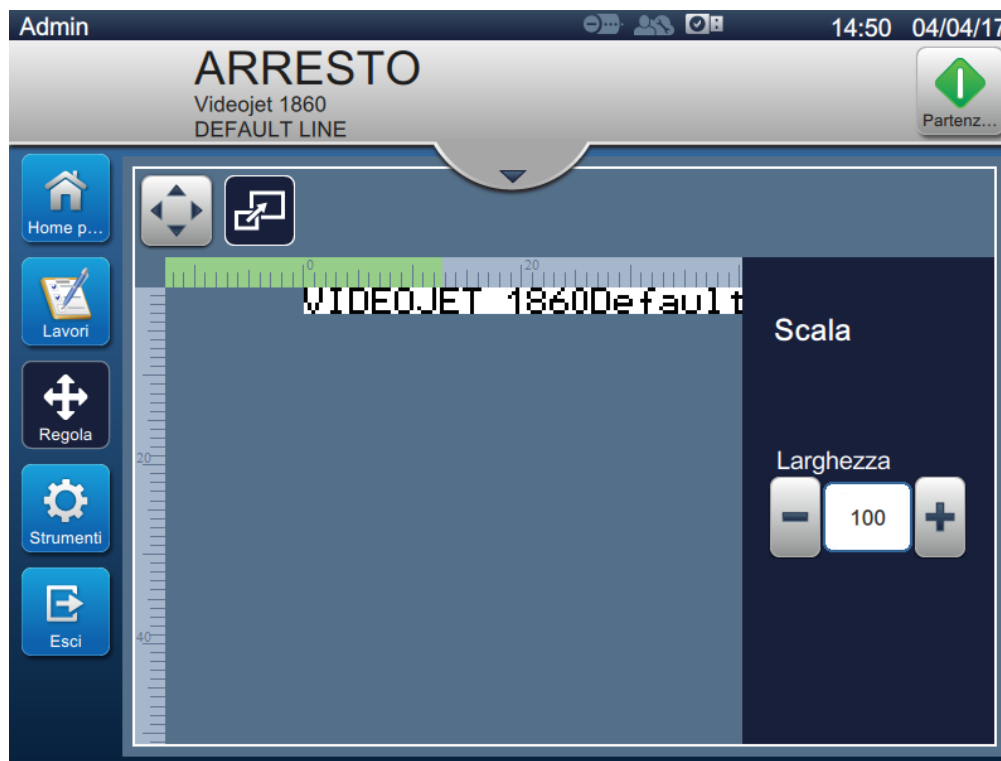 Admin
14:50 04/04/17
ARRESTO
Videojet 1860
DEFAULT LINE
Partenz...
Home p...
Lavori
Regola
Strumenti
Esci
0
20
VIDEOJET 1860Default
20
40
Scala
Larghezza
100